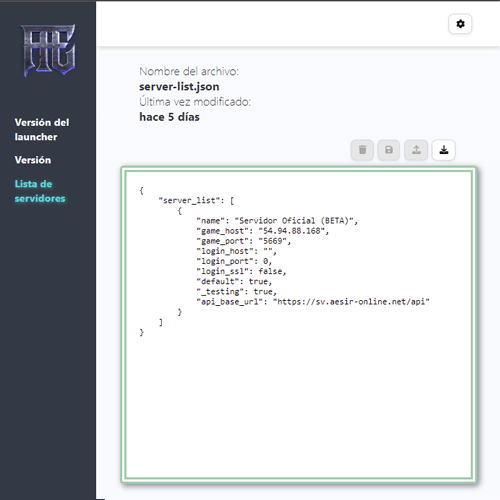 Versión del
launcher
Versión
Lista de
servidores
Nombre del archivo:
server-list.json
Última vez modificado:
hace 5 días
{
    "server_list": [
        {
            "name": "Servidor Oficial (BETA)",
            "game_host": "54.94.88.168",
            "game_port": "5669",
            "login_host": "",
            "login_port": 0,
            "login_ssl": false,
            "default": true,
            "_testing": true,
            "api_base_url": "https://sv.aesir-online.net/api"
        }
    ]
}